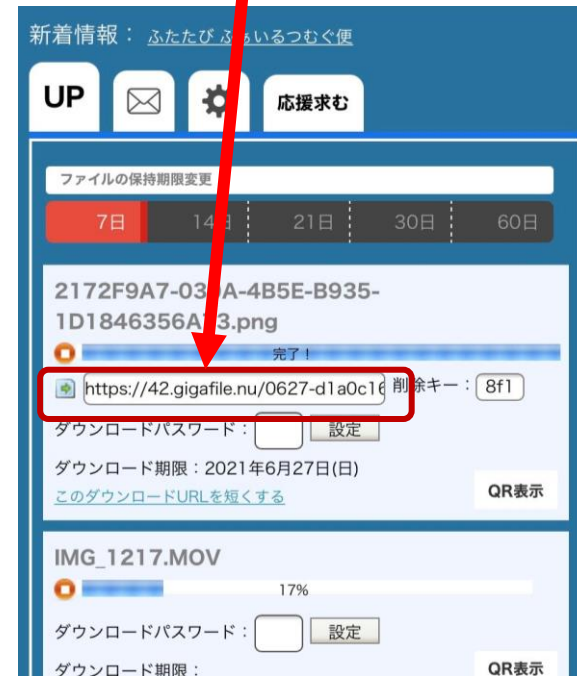 新着情報： ふたたび ふぁいるつむぐ便
UP
応援求む
ファイルの保持期限変更
7日 14日 21日 30日 60日
2172F9A7-03 A-4B5E-B935-
1D1846356A 3.png
完了！
https://42.gigafile.nu/0627-d1a0c16 削除キー： 8f1
ダウンロードパスワード： 設定
ダウンロード期限：2021年6月27日(日)
このダウンロードURLを短くする QR表示
IMG_1217.MOV
17%
ダウンロードパスワード： 設定
ダウンロード期限： QR表示